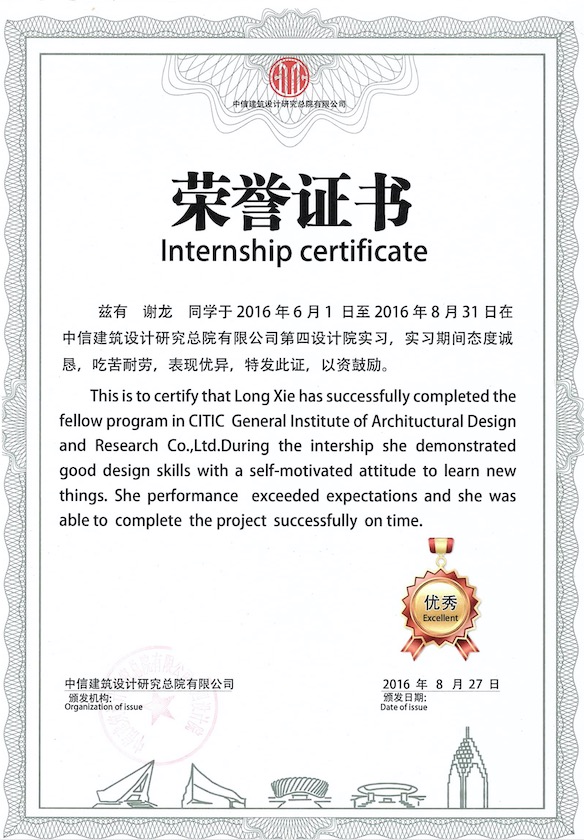 中信建筑设计研究总院有限公司
荣誉证书
Internship certificate
兹有 谢龙 同学于 2016 年 6 月 1 日至 2016 年 8 月 31 日在
中信建筑设计研究总院有限公司第四设计院实习，实习期间态度诚
恳，吃苦耐劳，表现优异，特发此证，以资鼓励。
This is to certify that Long Xie has successfully completed the
fellow program in CITIC General Institute of Archituctural Design
and Research Co.,Ltd.During the intership she demonstrated
good design skills with a self-motivated attitude to learn new
things. She performance exceeded expectations and she was
able to complete the project successfully on time.
优秀
Excellent
中信建筑设计研究总院有限公司
颁发机构:
Organization of issue
2016 年 8 月 27 日
颁发日期:
Date of issue